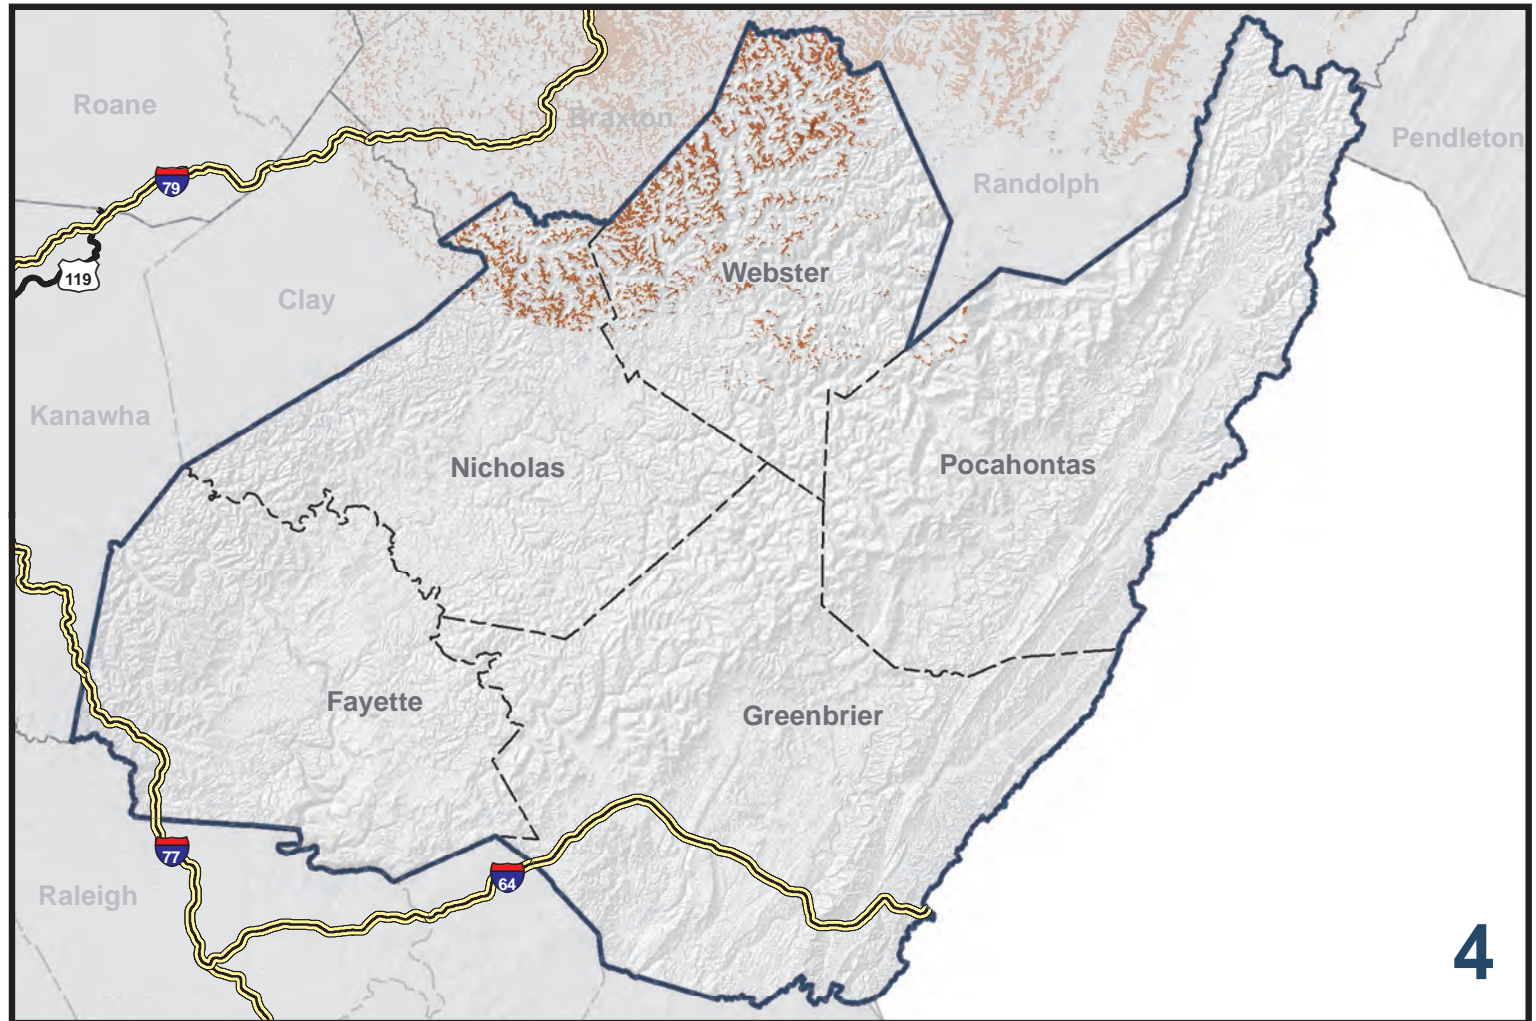 Roane
Braxton
Pendleton
79
Randolph
119
Webster
Clay
Kanawha
Nicholas
Pocahontas
Fayette
Greenbrier
77
64
Raleigh
4